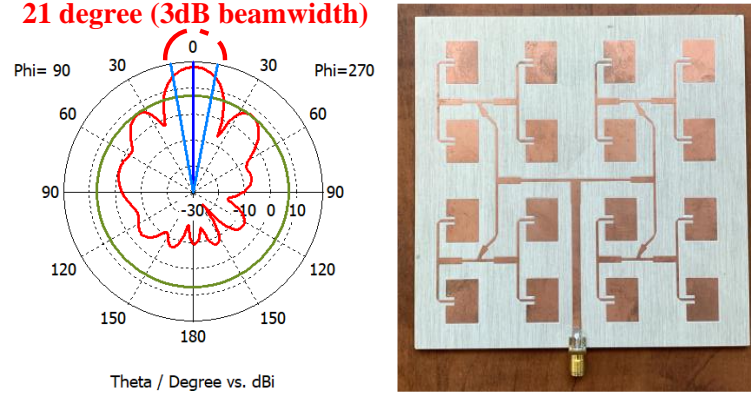 21 degree (3dB beamwidth)
0
Phi= 90 30 30 Phi=270
60 60
90 -30 -10 0 10 90
120 120
150 150
180
Theta / Degree vs. dBi